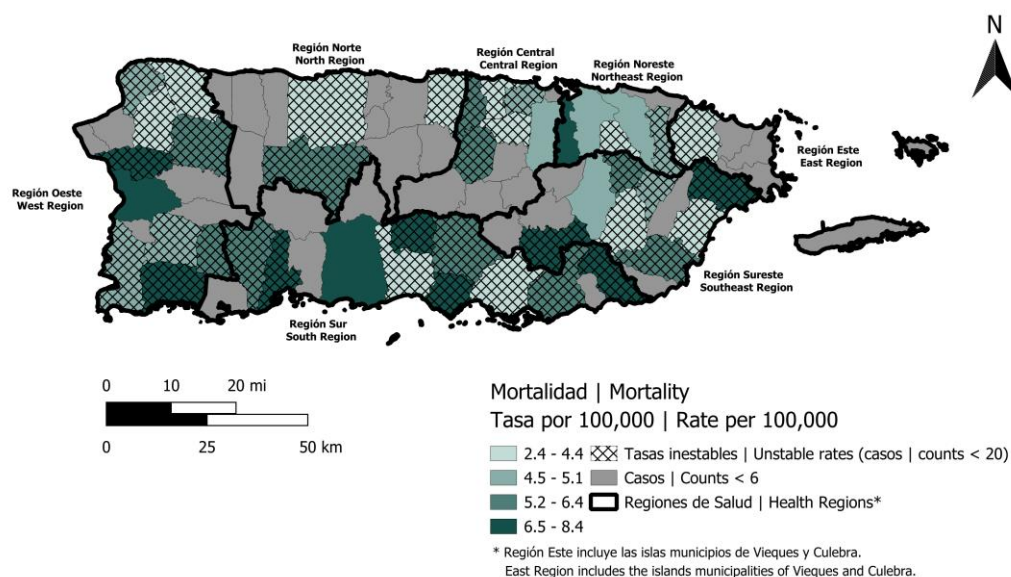 N
Región Norte
North Region
Región Central
Central Region
Región Noreste
Northeast Region
Región Este
East Region
Región Oeste
West Region
Región Sureste
Southeast Region
Región Sur
South Region
0 10 20 mi
0 25 50 km
Mortalidad | Mortality
Tasa por 100,000 | Rate per 100,000
2.4 - 4.4 Tasas inestables | Unstable rates (casos | counts < 20)
4.5 - 5.1 Casos | Counts < 6
5.2 - 6.4 Regiones de Salud | Health Regions*
6.5 - 8.4
* Región Este incluye las islas municipios de Vieques y Culebra.
East Region includes the islands municipalities of Vieques and Culebra.